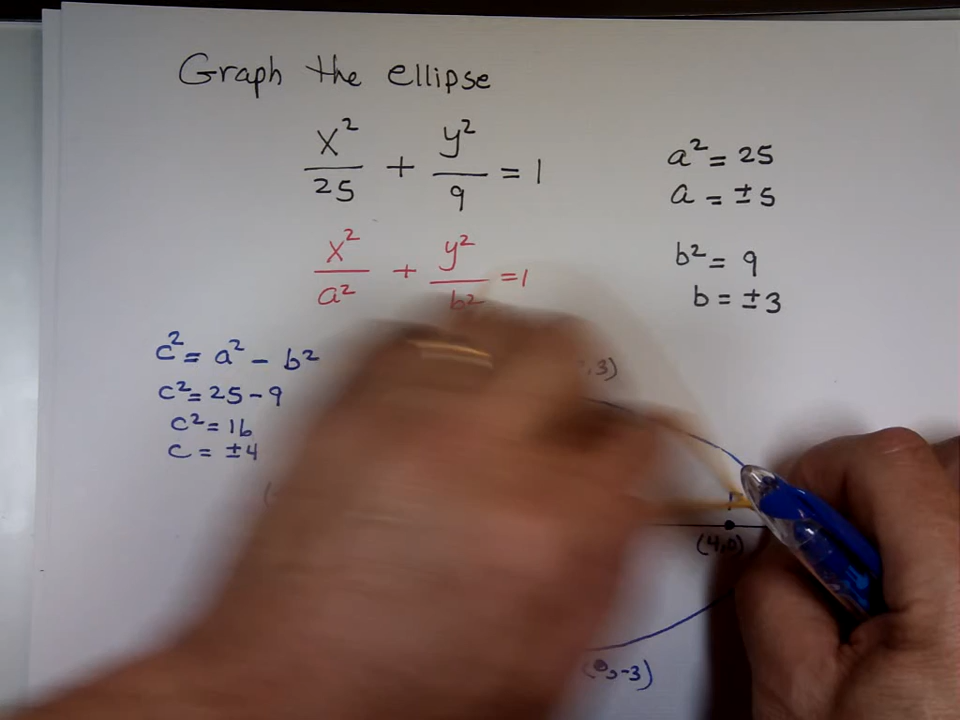 Graph the ellipse
x²/25 + y²/9 = 1
a² = 25
a = ±5
x²/a² + y²/b² = 1
b² = 9
b = ±3
c² = a² - b²
c² = 25 - 9
c² = 16
c = ±4
, 3)
(4,0)
(0,-3)